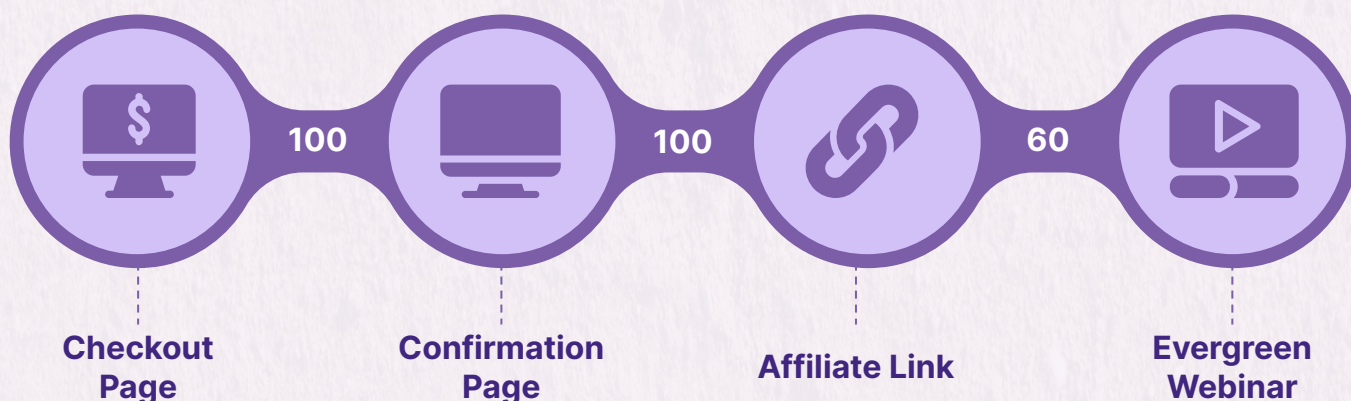 $
100
100
60
Checkout
Page
Confirmation
Page
Affiliate Link
Evergreen
Webinar